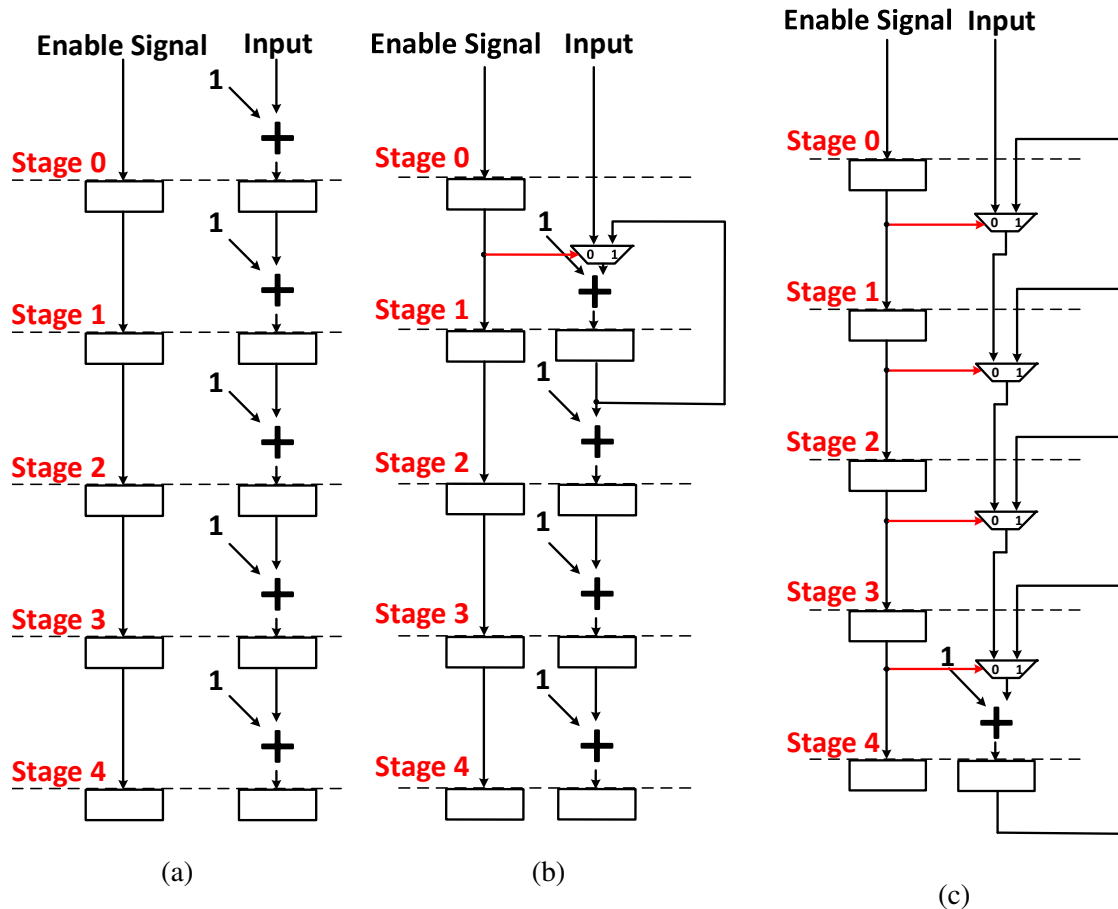 Enable Signal Input
1
Stage 0
1
Stage 1
1
Stage 2
1
Stage 3
1
Stage 4
(a)
Enable Signal Input
Stage 0
1
0 1
Stage 1
1
Stage 2
1
Stage 3
1
Stage 4
(b)
Enable Signal Input
Stage 0
0 1
Stage 1
0 1
Stage 2
0 1
Stage 3
0 1
1
Stage 4
(c)